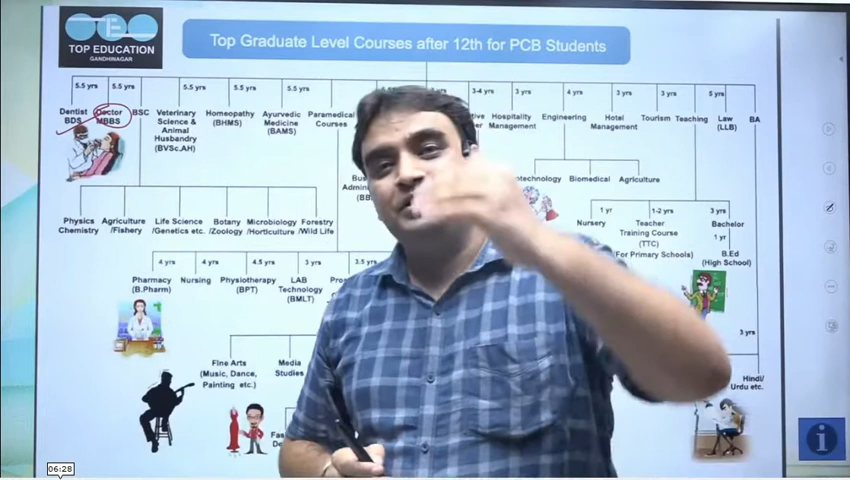 TOP EDUCATION
GANDHINAGAR
Top Graduate Level Courses after 12th for PCB Students
5.5 yrs
5.5 yrs
5.5 yrs
5.5 yrs
5.5 yrs
3-4 yrs
3 yrs
4 yrs
3 yrs
3 yrs
5 yrs
Dentist
BDS
Doctor
MBBS
BSC
Veterinary
Science &
Animal
Husbandry
(BVSc.AH)
Homeopathy
(BHMS)
Ayurvedic
Medicine
(BAMS)
Paramedical
Courses
Hospitality
Management
Engineering
Hotal
Management
Tourism
Teaching
Law
(LLB)
BA
Biomedical
Agriculture
Physics
Chemistry
Agriculture
/Fishery
Life Science
/Genetics etc.
Botany
/Zoology
Microbiology
/Horticulture
Forestry
/Wild Life
1 yr
1-2 yrs
3 yrs
Nursery
Teacher
Training Course
(TTC)
(For Primary Schools)
Bachelor
1 yr
B.Ed
(High School)
4 yrs
4 yrs
4.5 yrs
3 yrs
3.5 yrs
Pharmacy
(B.Pharm)
Nursing
Physiotherapy
(BPT)
LAB
Technology
(BMLT)
3 yrs
Fine Arts
(Music, Dance,
Painting etc.)
Media
Studies
Hindi/
Urdu etc.
i
06:28